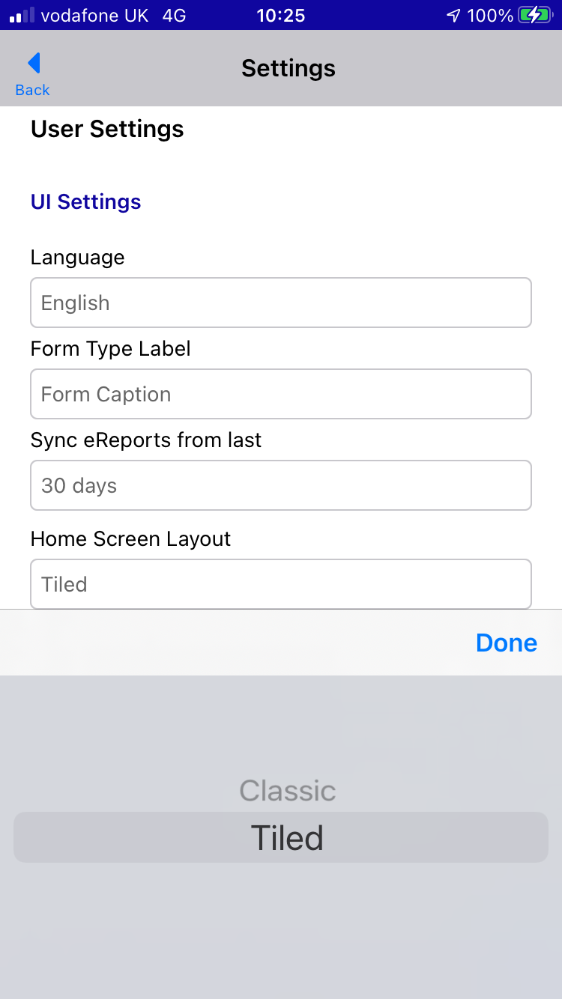 vodafone UK 4G 10:25 100%
Settings
Back
User Settings
UI Settings
Language
English
Form Type Label
Form Caption
Sync eReports from last
30 days
Home Screen Layout
Tiled
Done
Classic
Tiled